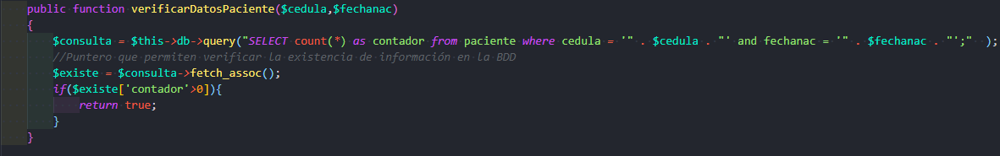 public function verificarDatosPaciente($cedula,$fechanac)
{
$consulta = $this->db->query("SELECT count(*) as contador from paciente where cedula = '" . $cedula . "' and fechanac = '" . $fechanac . "';" );
//Puntero que permiten verificar la existencia de información en la BDD
$existe = $consulta->fetch_assoc();
if($existe['contador'>0]){
return true;
}
}